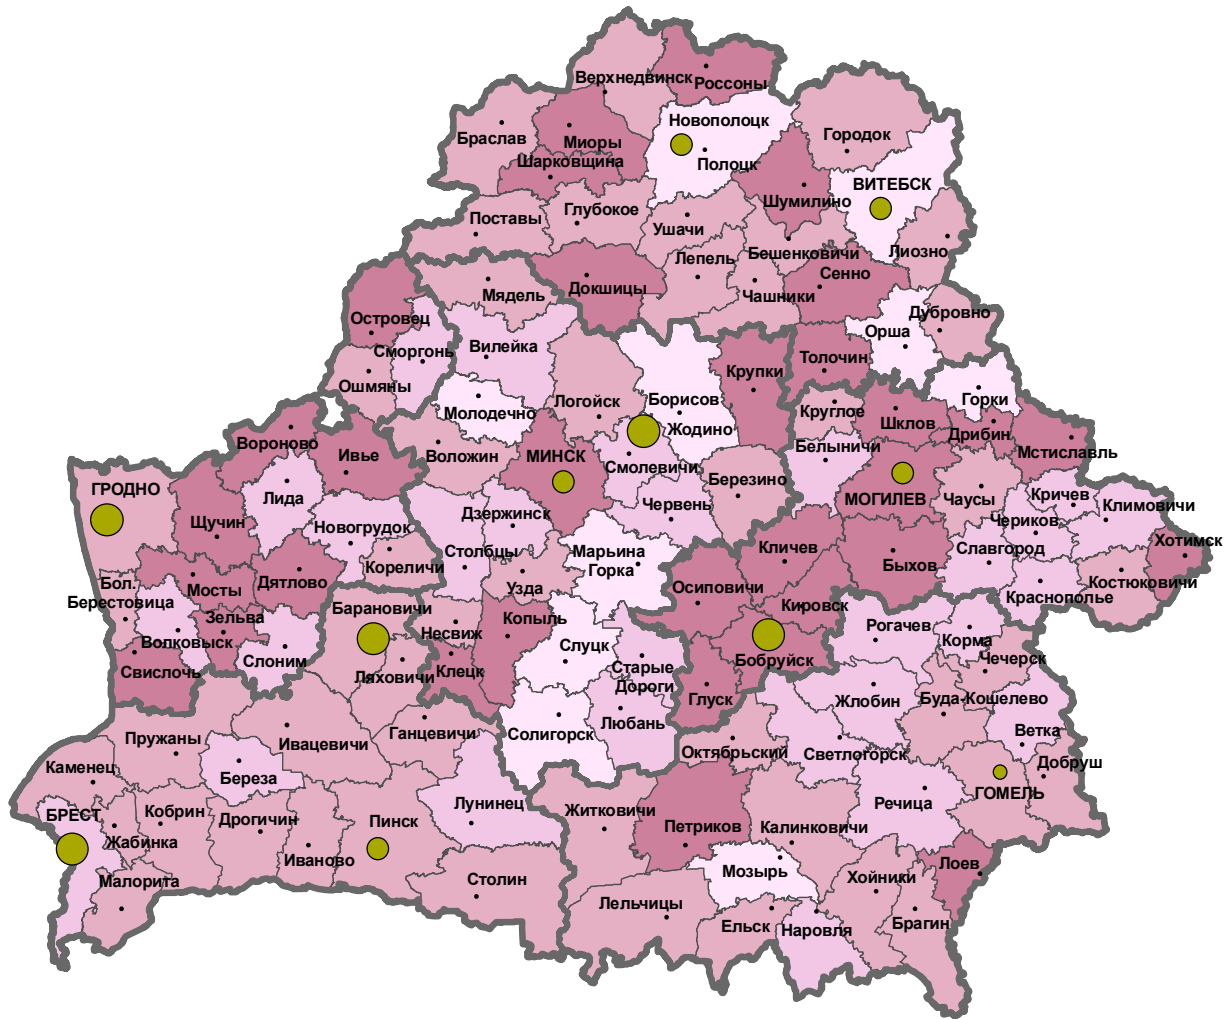 Верхнедвинск
Россоны
Браслав
Миоры
Новополоцк
Городок
Шарковщина
Полоцк
ВИТЕБСК
Шумилино
Поставы
Глубокое
Ушачи
Бешенковичи
Лиозно
Лепель
Сенно
Мядель
Докшицы
Чашники
Островец
Дубровно
Орша
Сморгонь
Вилейка
Толочин
Ошмяны
Крупки
Молодечно
Логойск
Борисов
Горки
Круглое
Шклов
Жодино
Дрибин
Вороново
Ивье
Воложин
МИНСК
Смолевичи
Белыничи
Мстиславль
Березино
ГРОДНО
Лида
МОГИЛЕВ
Чаусы
Кричев
Климовичи
Щучин
Новогрудок
Дзержинск
Червень
Чериков
Хотимск
Столбцы
Марьина
Горка
Кличев
Славгород
Кореличи
Быхов
Бол.
Берестовица
Мосты
Дятлово
Узда
Осиповичи
Костюковичи
Краснополье
Зельва
Барановичи
Несвиж
Копыль
Кировск
Рогачев
Волковыск
Слуцк
Корма
Слоним
Старые
Дороги
Бобруйск
Чечерск
Свислочь
Ляховичи
Клецк
Глуск
Жлобин
Буда-Кошелево
Пружаны
Ивацевичи
Ганцевичи
Солигорск
Любань
Октябрьский
Светлогорск
Ветка
Каменец
Береза
Добруш
БРЕСТ
Кобрин
Дрогичин
Пинск
Лунинец
Житковичи
Речица
ГОМЕЛЬ
Жабинка
Иваново
Петриков
Калинковичи
Малорита
Столин
Мозырь
Хойники
Лоев
Лельчицы
Ельск
Наровля
Брагин